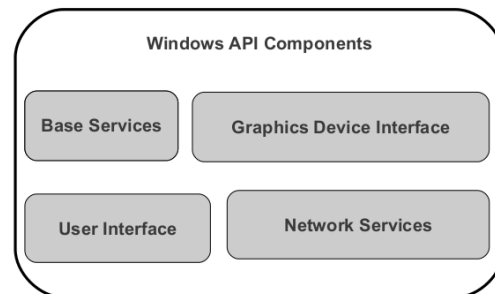 Windows API Components
Base Services
Graphics Device Interface
User Interface
Network Services